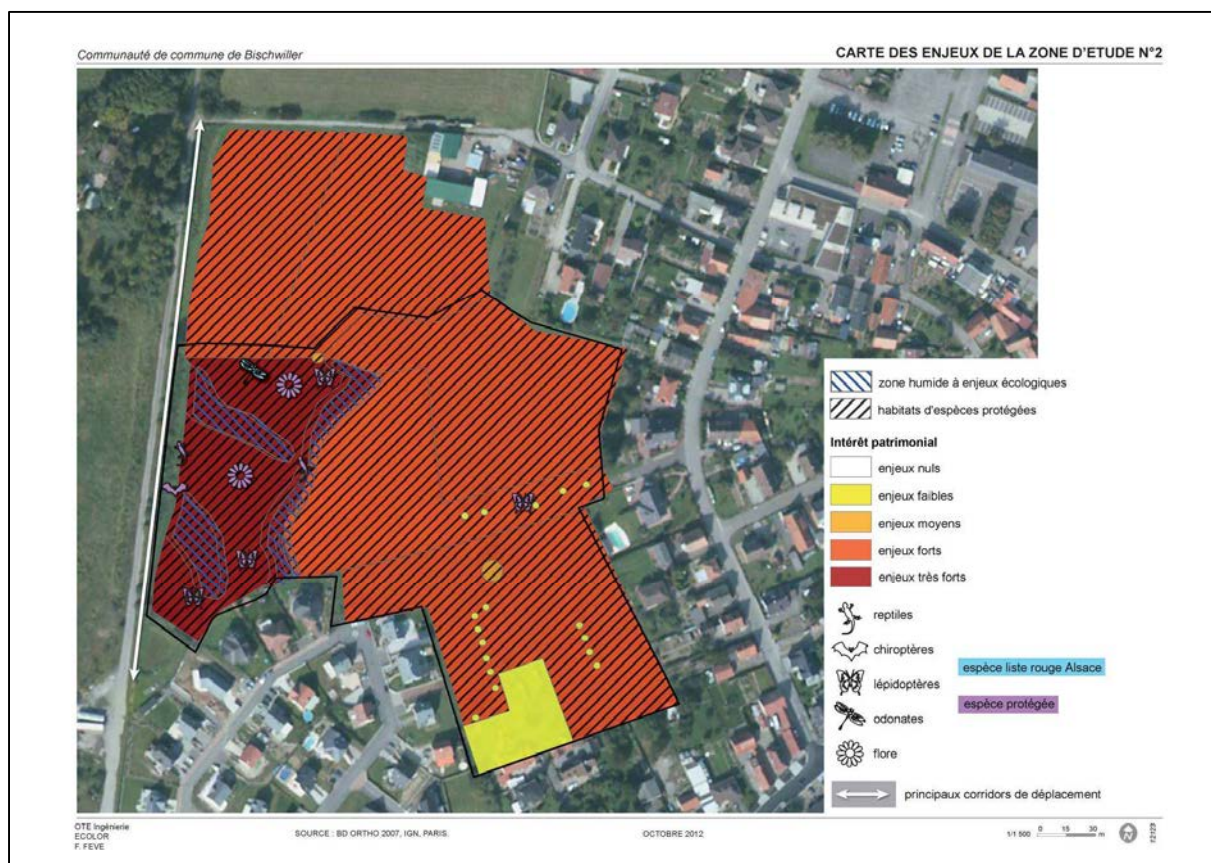 Communauté de commune de Bischwiller
CARTE DES ENJEUX DE LA ZONE D'ETUDE N°2
zone humide à enjeux écologiques
habitats d'espèces protégées
Intérêt patrimonial
enjeux nuls
enjeux faibles
enjeux moyens
enjeux forts
enjeux très forts
reptiles
chiroptères
espèce liste rouge Alsace
lépidoptères
espèce protégée
odonates
flore
principaux corridors de déplacement
OTE Ingénierie
ECOLOR
F. FEVE
SOURCE : BD ORTHO 2007, IGN, PARIS.
OCTOBRE 2012
1/1 500 0 15 30 m
N
12123